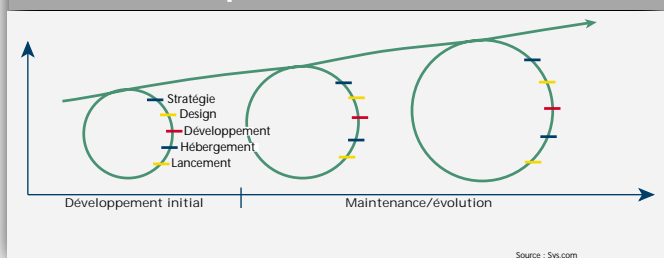 Stratégie
Design
Développement
Hébergement
Lancement
Développement initial
Maintenance/évolution
Source : Sys.com